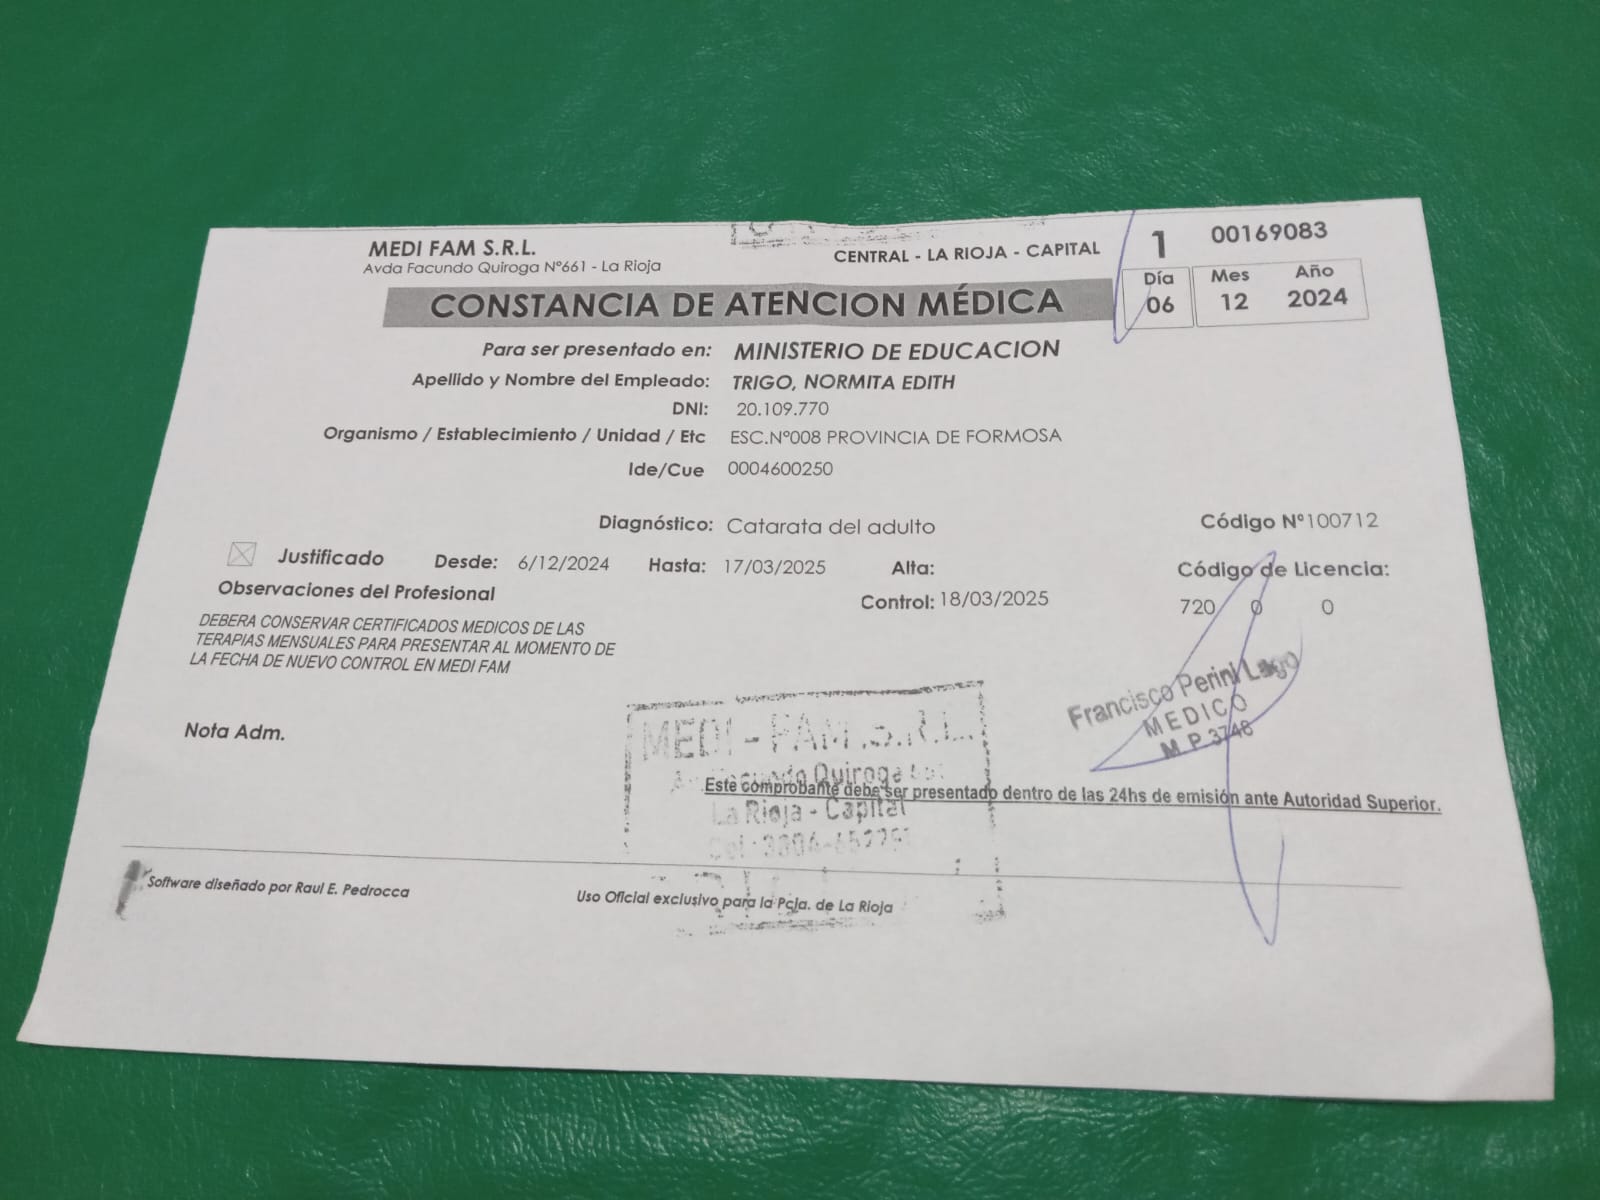 MEDI FAM S.R.L.
Avda Facundo Quiroga Nº661 - La Rioja
CENTRAL - LA RIOJA - CAPITAL
1
00169083
CONSTANCIA DE ATENCION MÉDICA
Día Mes Año
06 12 2024
Para ser presentado en: MINISTERIO DE EDUCACION
Apellido y Nombre del Empleado: TRIGO, NORMITA EDITH
DNI: 20.109.770
Organismo / Establecimiento / Unidad / Etc ESC.Nº008 PROVINCIA DE FORMOSA
Ide/Cue 0004600250
Diagnóstico: Catarata del adulto
Código Nº100712
Justificado Desde: 6/12/2024 Hasta: 17/03/2025 Alta:
Código de Licencia:
Observaciones del Profesional
Control: 18/03/2025
720 0 0
DEBERA CONSERVAR CERTIFICADOS MEDICOS DE LAS
TERAPIAS MENSUALES PARA PRESENTAR AL MOMENTO DE
LA FECHA DE NUEVO CONTROL EN MEDI FAM
Francisco Perini Lago
MEDICO
M.P.3748
Nota Adm.
MEDI - FAM .S.R.L.
Facundo Quiroga
La Rioja - Capital
Este comprobante debe ser presentado dentro de las 24hs de emisión ante Autoridad Superior.
Software diseñado por Raul E. Pedrocca
Uso Oficial exclusivo para la Pcia. de La Rioja